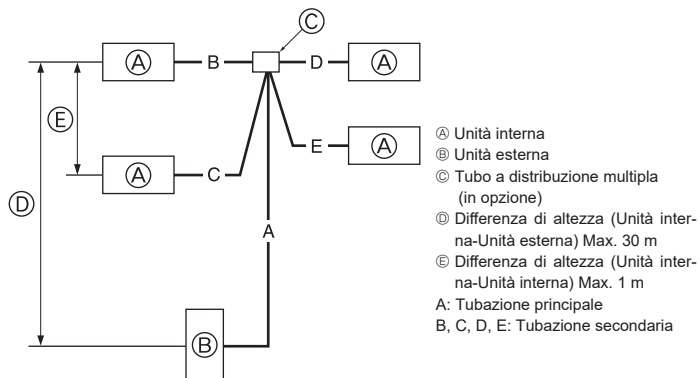 Ⓒ
Ⓐ B D Ⓐ
Ⓔ
Ⓐ C E Ⓐ
Ⓓ
A
Ⓑ
Ⓐ Unità interna
Ⓑ Unità esterna
Ⓒ Tubo a distribuzione multipla
(in opzione)
Ⓓ Differenza di altezza (Unità inter-
na-Unità esterna) Max. 30 m
Ⓔ Differenza di altezza (Unità inter-
na-Unità interna) Max. 1 m
A: Tubazione principale
B, C, D, E: Tubazione secondaria